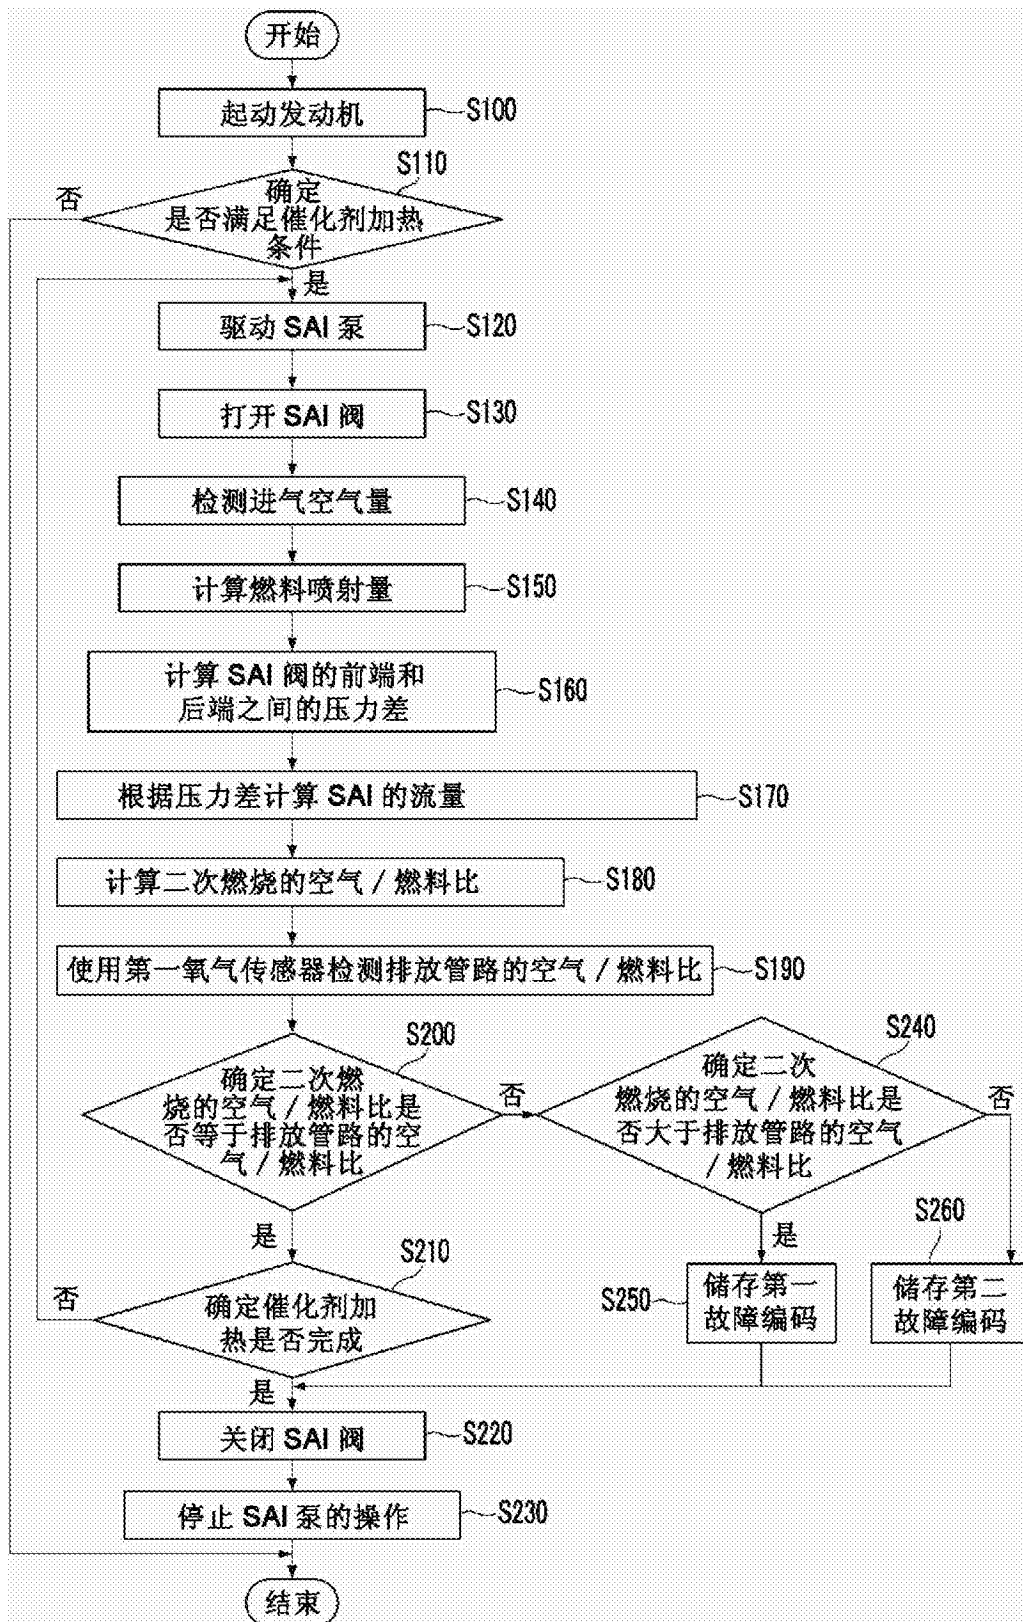 开始
起动发动机
S100
S110
否
确定
是否满足催化剂加热
条件
是
驱动 SAI 泵
S120
打开 SAI 阀
S130
检测进气空气量
S140
计算燃料喷射量
S150
计算 SAI 阀的前端和
后端之间的压力差
S160
根据压力差计算 SAI 的流量
S170
计算二次燃烧的空气 / 燃料比
S180
使用第一氧气传感器检测排放管路的空气 / 燃料比
S190
S200
确定二次燃
烧的空气 / 燃料比是
否等于排放管路的空
气 / 燃料比
否
是
S240
确定二次
燃烧的空气 / 燃料比是
否大于排放管路的空气
/ 燃料比
否
是
S250
储存第一
故障编码
S260
储存第二
故障编码
S210
否
确定催化剂加
热是否完成
是
关闭 SAI 阀
S220
停止 SAI 泵的操作
S230
结束